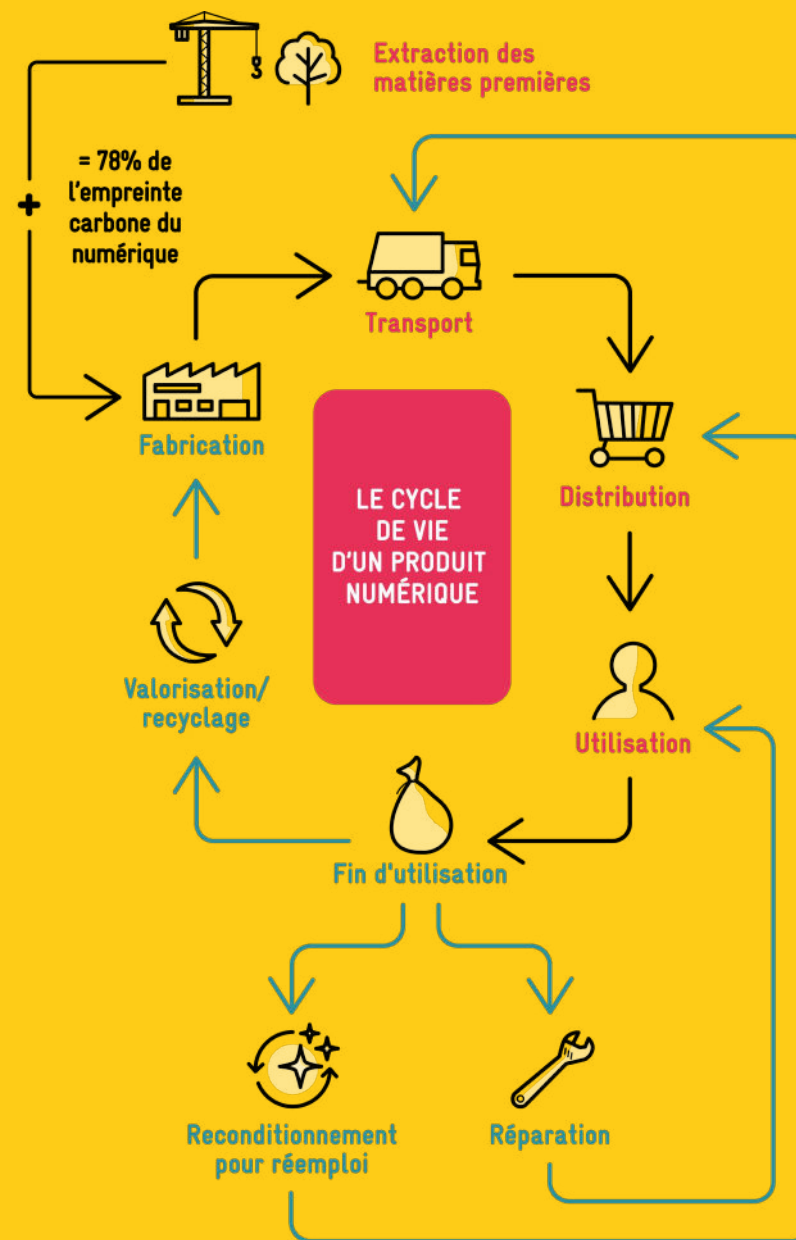 Extraction des
matières premières
= 78% de
l'empreinte
carbone du
numérique
+
Transport
Fabrication
Distribution
LE CYCLE
DE VIE
D'UN PRODUIT
NUMÉRIQUE
Valorisation/
recyclage
Utilisation
Fin d'utilisation
Reconditionnement
pour réemploi
Réparation